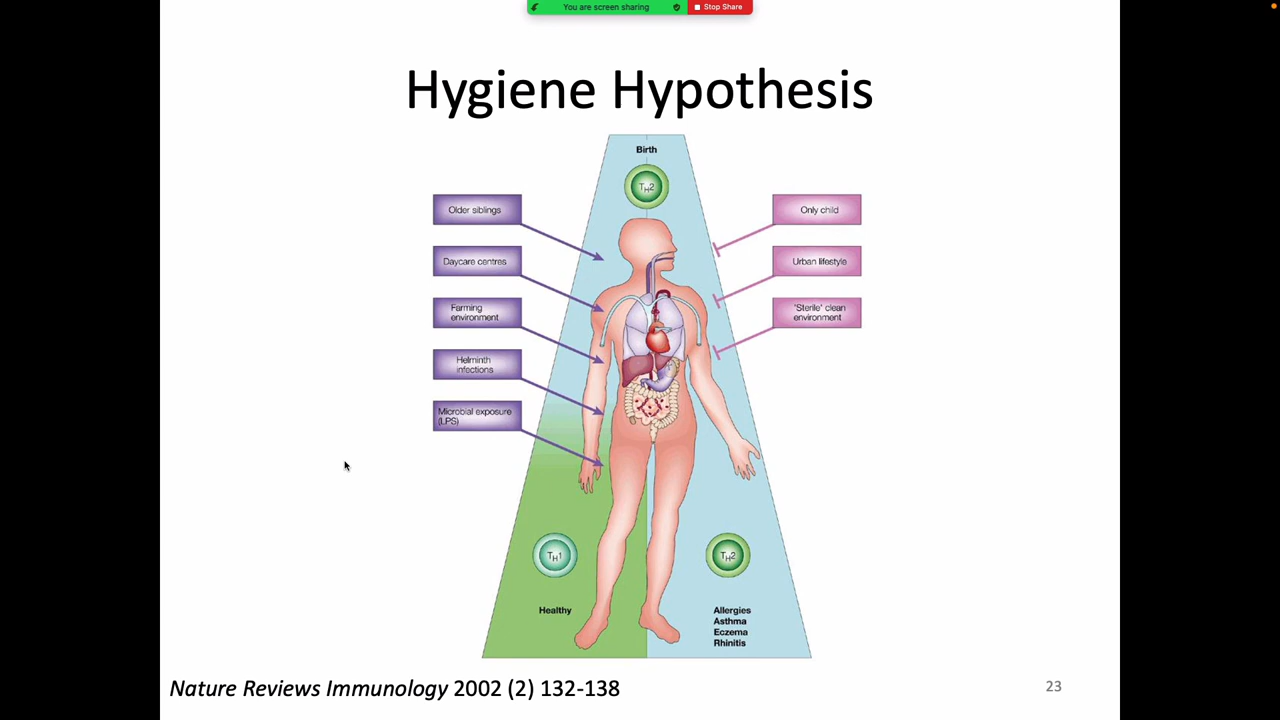 You are screen sharing
Stop Share
Hygiene Hypothesis
Birth
TH2
Older siblings
Daycare centres
Farming
environment
Helminth
infections
Microbial exposure
(LPS)
Only child
Urban lifestyle
'Sterile' clean
environment
TH1
TH2
Healthy
Allergies
Asthma
Eczema
Rhinitis
Nature Reviews Immunology 2002 (2) 132-138
23